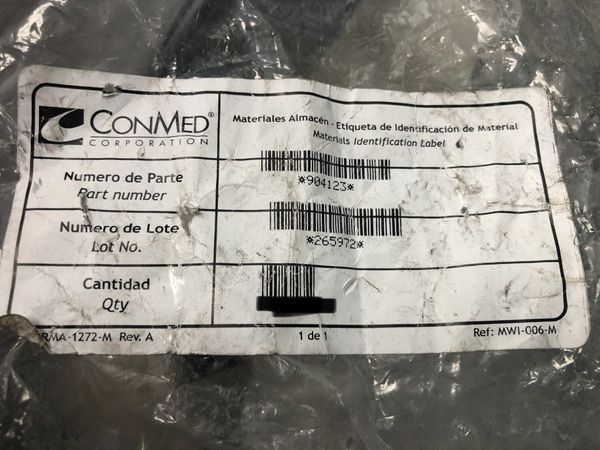 CONMED®
CORPORATION
Materiales Almacén - Etiqueta de Identificación de Material
Materials Identification Label
Numero de Parte
Part number
*904123*
Numero de Lote
Lot No.
*265972*
Cantidad
Qty
RMA-1272-M Rev. A
1 de 1
Ref: MWI-006-M